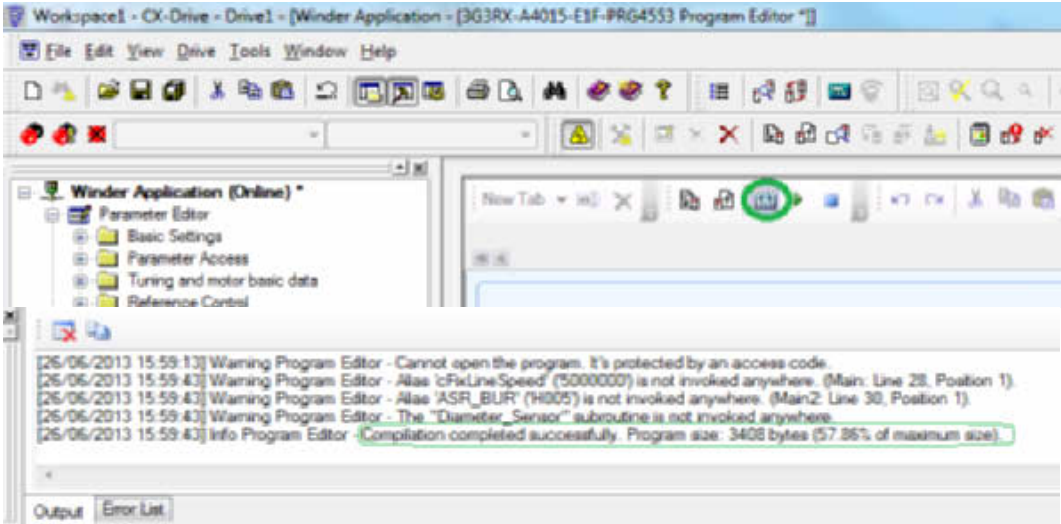 Workspace1 - CX-Drive - Drive1 - [Winder Application - [3G3RX-A4015-E1F-PRG4553 Program Editor *]]
File Edit View Drive Tools Window Help
Winder Application (Online) *
New Tab
Parameter Editor
Basic Settings
Parameter Access
Tuning and motor basic data
Reference Control
[26/06/2013 15:59:13] Warning Program Editor - Cannot open the program. It's protected by an access code.
[26/06/2013 15:59:43] Warning Program Editor - Alias 'cFixLineSpeed' ('5000000') is not invoked anywhere. (Main: Line 28, Position 1).
[26/06/2013 15:59:43] Warning Program Editor - Alias 'ASR_BUR' ('H005') is not invoked anywhere. (Main2: Line 30, Position 1).
[26/06/2013 15:59:43] Warning Program Editor - The "Diameter_Sensor" subroutine is not invoked anywhere.
[26/06/2013 15:59:43] Info Program Editor - Compilation completed successfully. Program size: 3408 bytes (57.86% of maximum size).
Output Error List